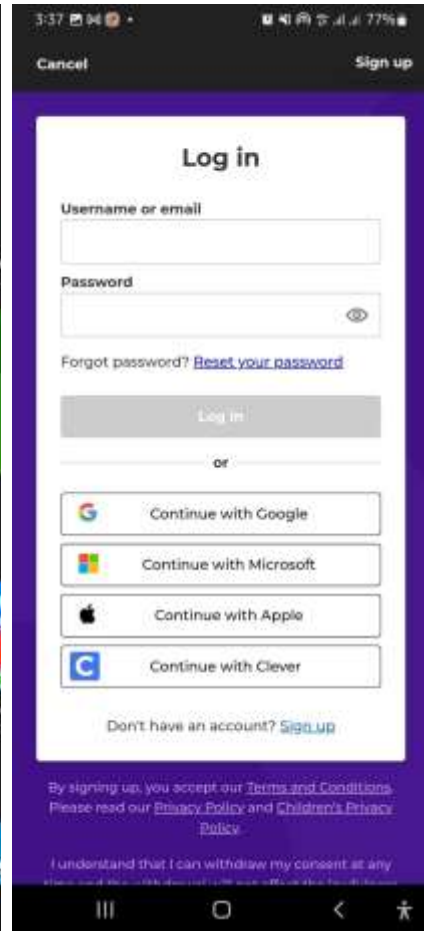 3:37
77%
Cancel
Sign up
Log in
Username or email
Password
Forgot password? Reset your password
Log in
or
Continue with Google
Continue with Microsoft
Continue with Apple
C
Continue with Clever
Don't have an account? Sign up
By signing up, you accept our Terms and Conditions.
Please read our Privacy Policy and Children's Privacy
Policy.
I understand that I can withdraw my consent at any